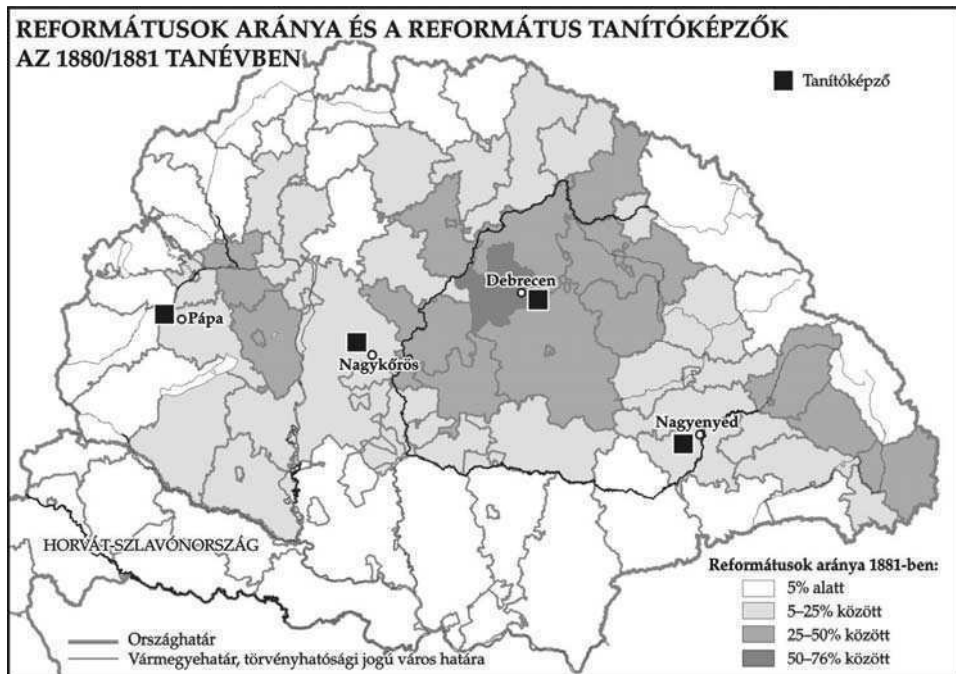 REFORMÁTUSOK ARÁNYA ÉS A REFORMÁTUS TANÍTÓKÉPZŐK
AZ 1880/1881 TANÉVBEN
Tanítóképző
Debrecen
Pápa
Nagykőrös
Nagyenyed
HORVÁT-SZLAVÓNORSZÁG
Reformátusok aránya 1881-ben:
5% alatt
5–25% között
25–50% között
50–76% között
Országhatár
Vármegyehatár, törvényhatósági jogú város határa